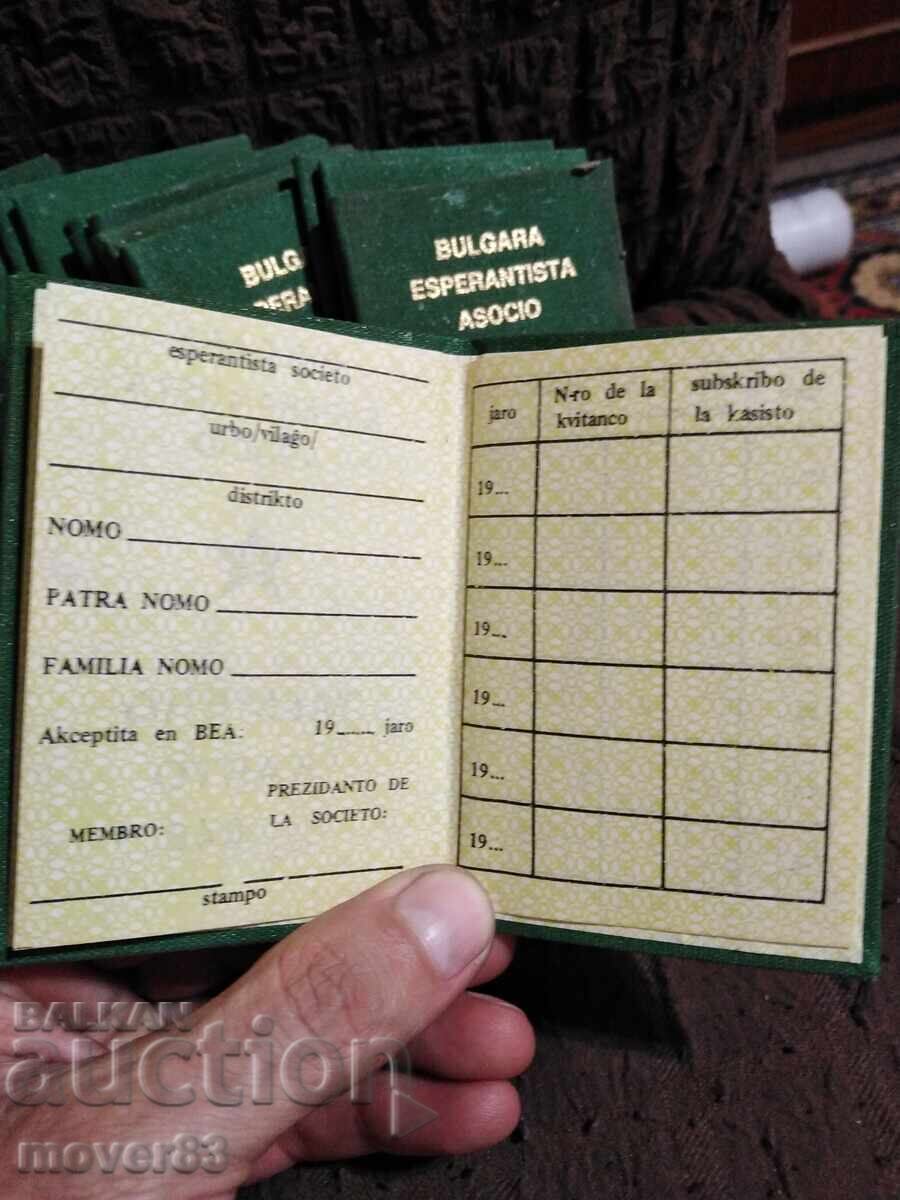 BULGARA
ESPERANTISTA
ASOCIO
BULG
PERA
esperantista societo
urbo/vilaĝo/
distrikto
NOMO
PATRA NOMO
FAMILIA NOMO
Akceptita en BEA: 19...... jaro
PREZIDANTO DE
MEMBRO: LA SOCIETO:
stampo
jaro N-ro de la kvitanco subskribo de la kasisto
19...
19...
19...
19...
19...
19...
BALKAN
auction
mover83